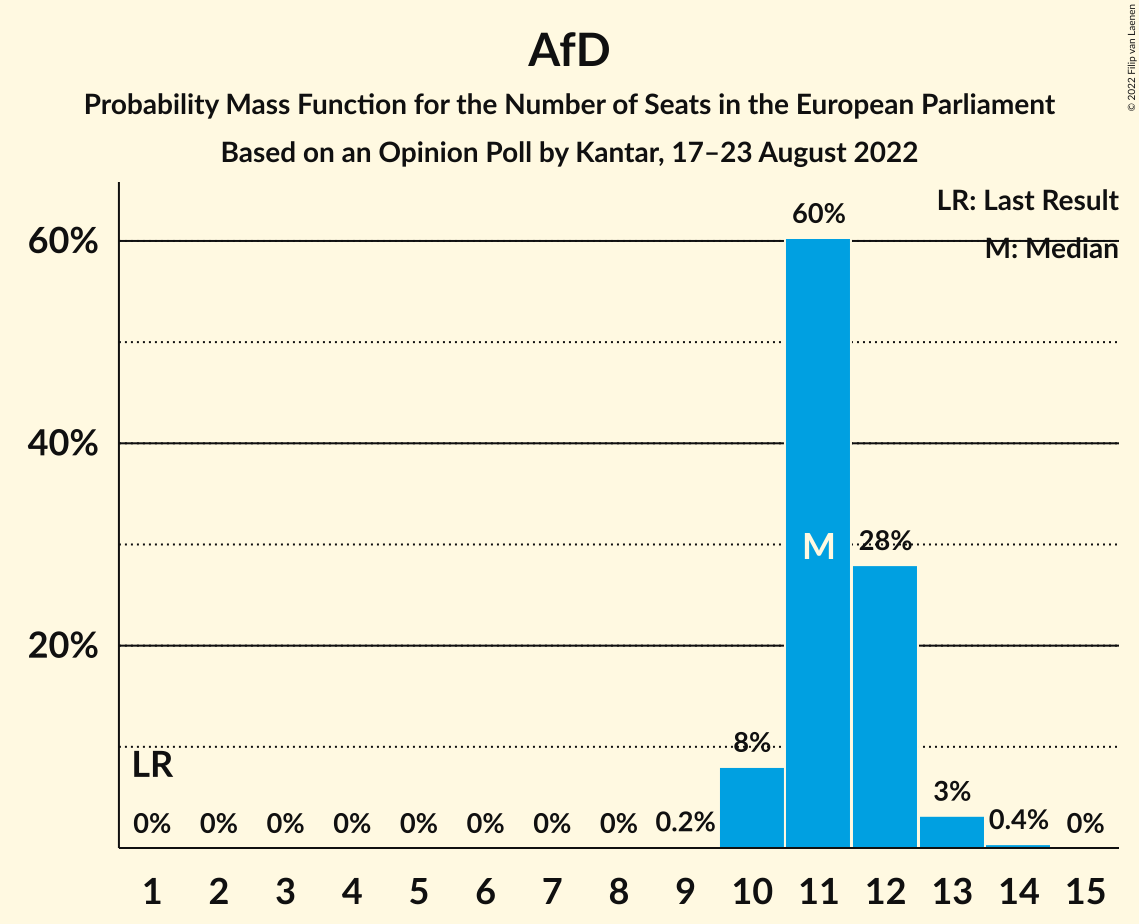 AfD
Probability Mass Function for the Number of Seats in the European Parliament
Based on an Opinion Poll by Kantar, 17–23 August 2022
© 2022 Filip van Laenen
LR: Last Result
M: Median
60%
40%
20%
LR
0% 0% 0% 0% 0% 0% 0% 0% 0.2% 8% 60% 28% 3% 0.4% 0%
M
1 2 3 4 5 6 7 8 9 10 11 12 13 14 15